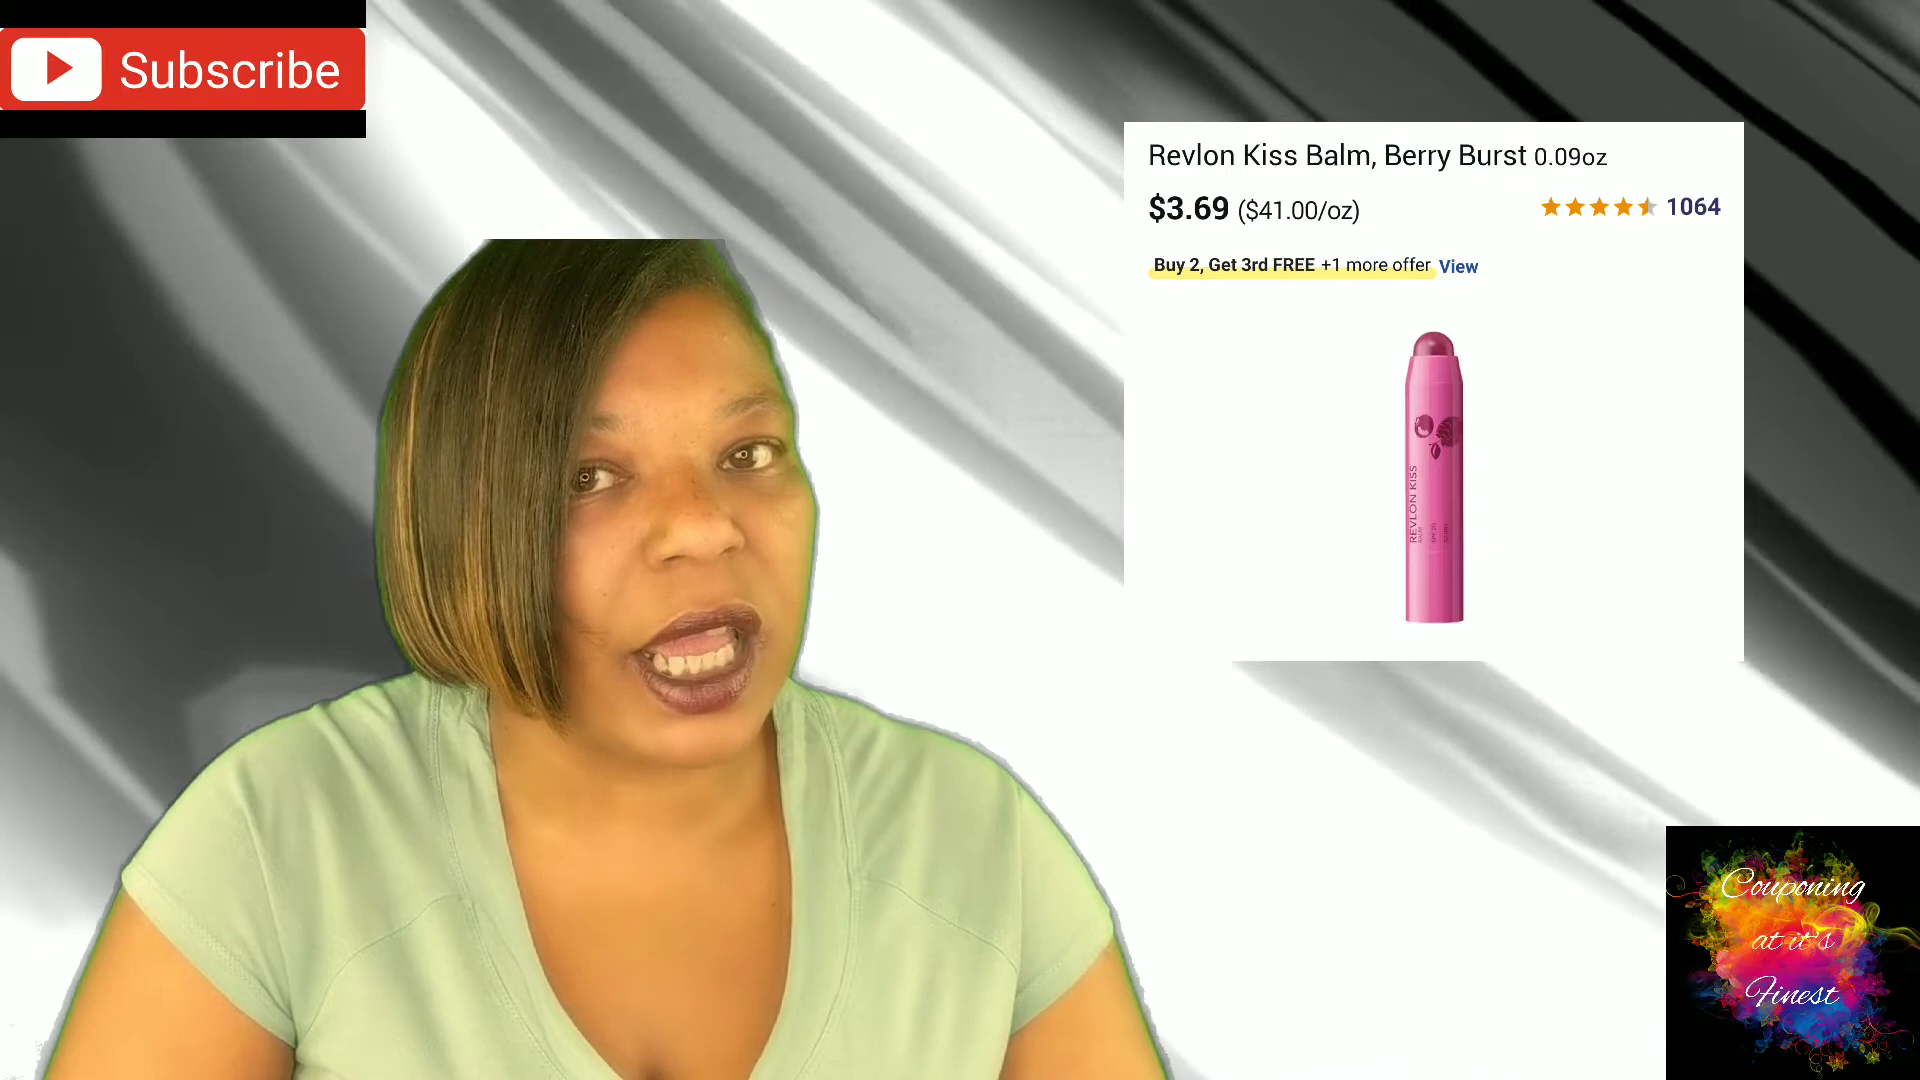 Subscribe
Revlon Kiss Balm, Berry Burst 0.09oz
$3.69 ($41.00/oz)
1064
Buy 2, Get 3rd FREE +1 more offer View
REVLON KISS
BALM
Couponing
at it's
Finest